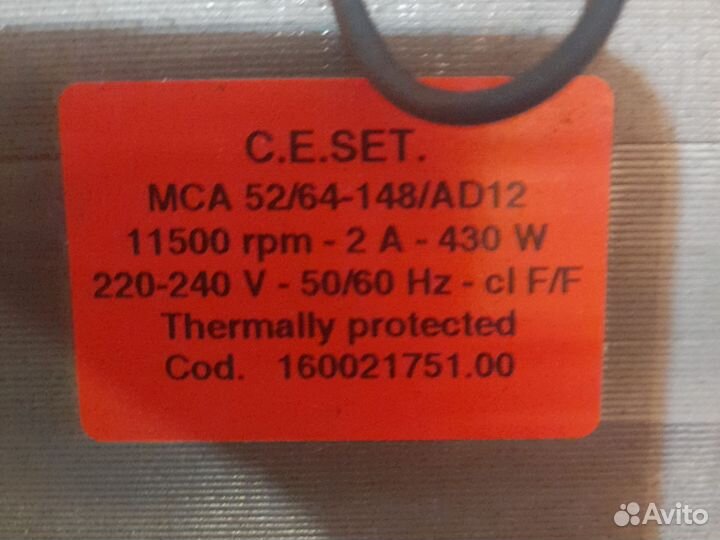 C.E.SET.
MCA 52/64-148/AD12
11500 rpm - 2 A - 430 W
220-240 V - 50/60 Hz - cl F/F
Thermally protected
Cod. 160021751.00
Avito